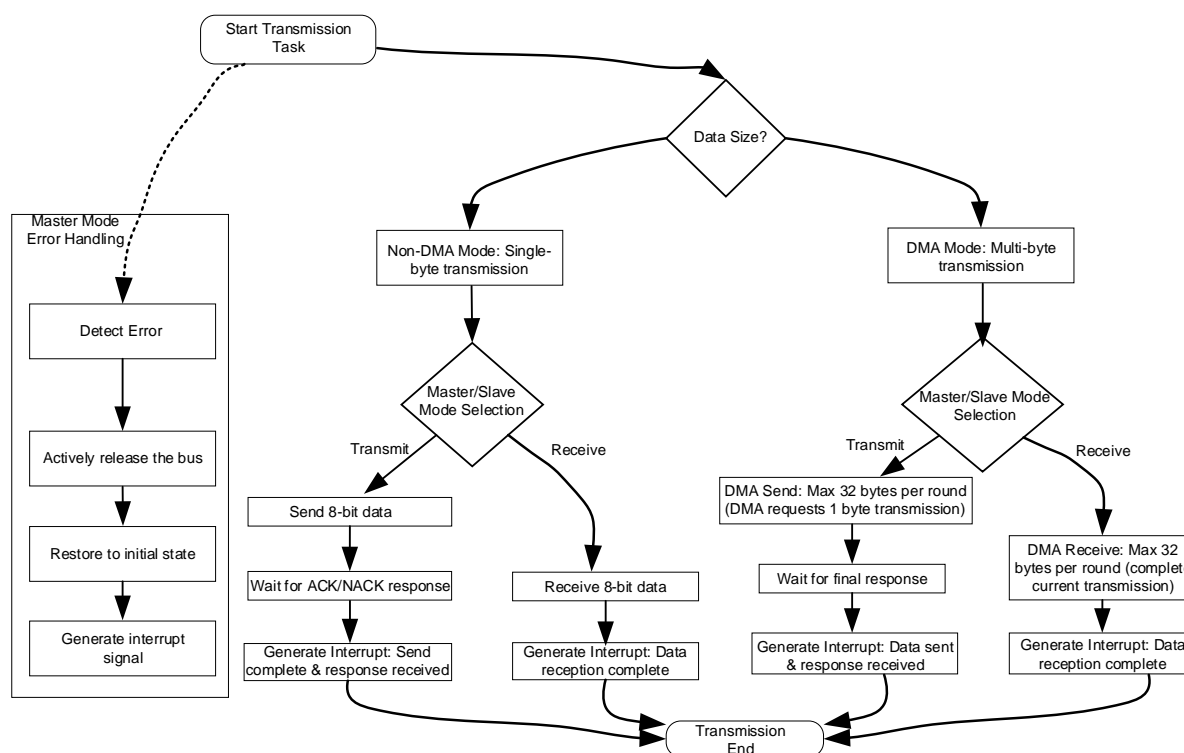 Start Transmission
Task
Data Size?
Master Mode
Error Handling
Detect Error
Actively release the bus
Restore to initial state
Generate interrupt
signal
Non-DMA Mode: Single-
byte transmission
Master/Slave
Mode Selection
Transmit
Receive
Send 8-bit data
Wait for ACK/NACK response
Generate Interrupt: Send
complete & response received
Receive 8-bit data
Generate Interrupt: Data
reception complete
DMA Mode: Multi-byte
transmission
Master/Slave Mode
Selection
Transmit
Receive
DMA Send: Max 32 bytes per round
(DMA requests 1 byte transmission)
Wait for final response
Generate Interrupt: Data sent
& response received
DMA Receive: Max 32
bytes per round (complete
current transmission)
Generate Interrupt: Data
reception complete
Transmission
End